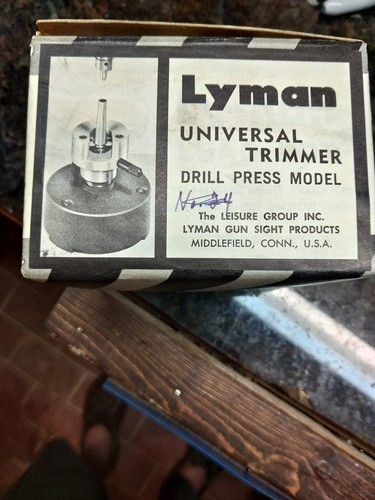 Lyman
UNIVERSAL
TRIMMER
DRILL PRESS MODEL
The LEISURE GROUP INC.
LYMAN GUN SIGHT PRODUCTS
MIDDLEFIELD, CONN., U.S.A.